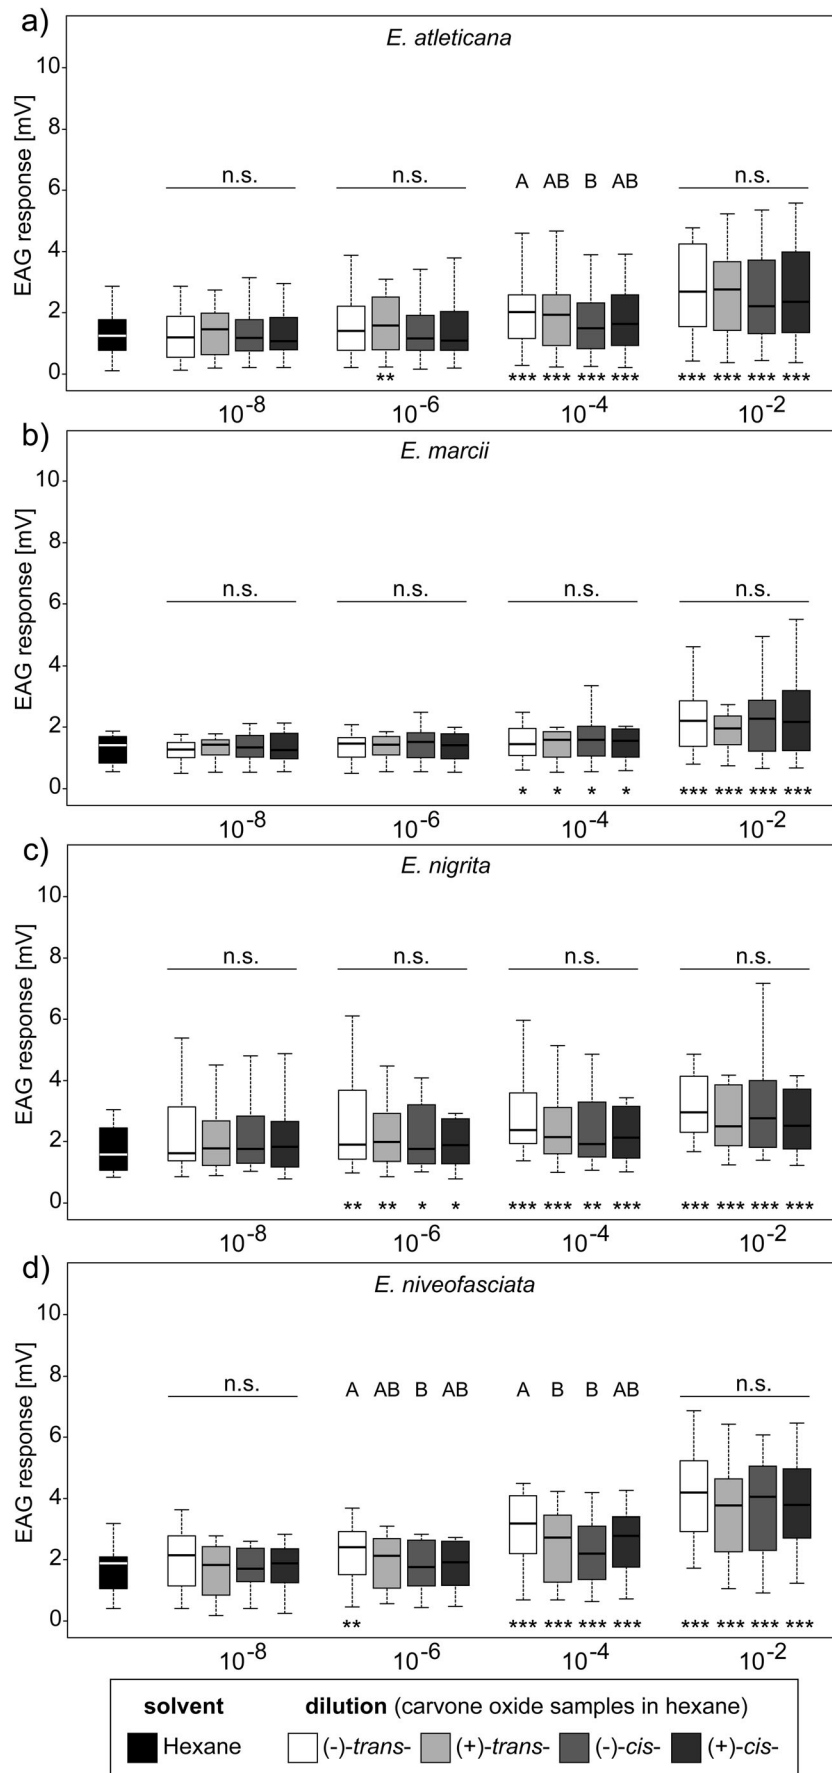 a)
E. atleticana
EAG response [mV]
10
8
6
4
2
0
n.s. n.s. A AB B AB n.s.
** *** *** *** *** *** *** *** ***
10-8 10-6 10-4 10-2
b)
E. marcii
EAG response [mV]
10
8
6
4
2
0
n.s. n.s. n.s. n.s.
* * * * *** *** *** ***
10-8 10-6 10-4 10-2
c)
E. nigrita
EAG response [mV]
10
8
6
4
2
0
n.s. n.s. n.s. n.s.
** ** * * *** *** ** *** *** *** *** ***
10-8 10-6 10-4 10-2
d)
E. niveofasciata
EAG response [mV]
10
8
6
4
2
0
n.s. A AB B AB A B B AB n.s.
** *** *** *** *** *** *** *** ***
10-8 10-6 10-4 10-2
solvent dilution (carvone oxide samples in hexane)
Hexane (-)-trans- (+)-trans- (-)-cis- (+)-cis-